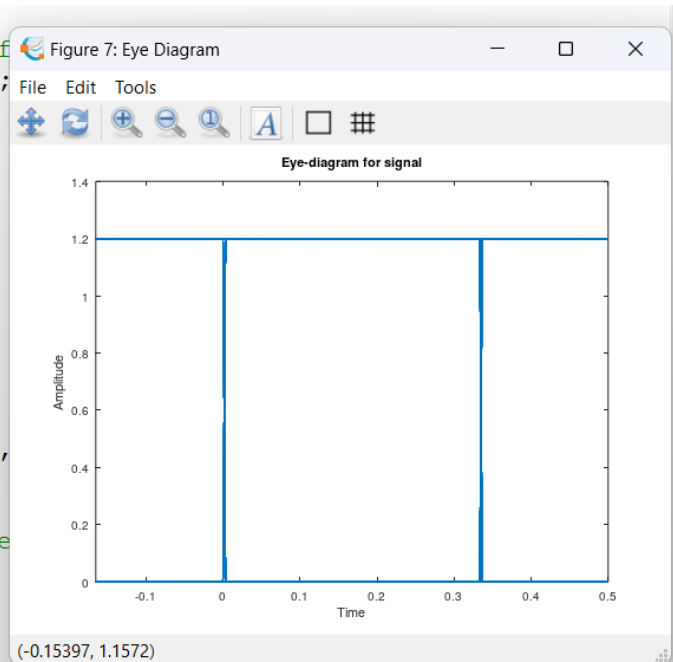 f
Figure 7: Eye Diagram
;
File Edit Tools
A
Eye-diagram for signal
1.4
1.2
1
0.8
0.6
0.4
0.2
0
Amplitude
-0.1 0 0.1 0.2 0.3 0.4 0.5
Time
,
e
(-0.15397, 1.1572)